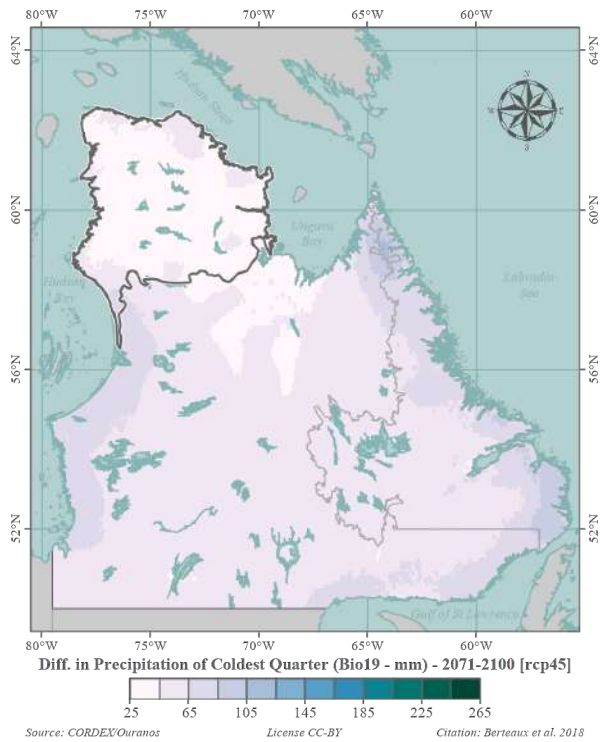 80°W 75°W 70°W 65°W 60°W
64°N 64°N
Hudson Strait
N
W E
S
60°N 60°N
Ungava
Bay
Hudson
Bay
Labrador
Sea
56°N 56°N
52°N 52°N
Gulf of St Lawrence
80°W 75°W 70°W 65°W 60°W
Diff. in Precipitation of Coldest Quarter (Bio19 - mm) - 2071-2100 [rcp45]
25 65 105 145 185 225 265
Source: CORDEX/Ouranos License CC-BY Citation: Berteaux et al. 2018